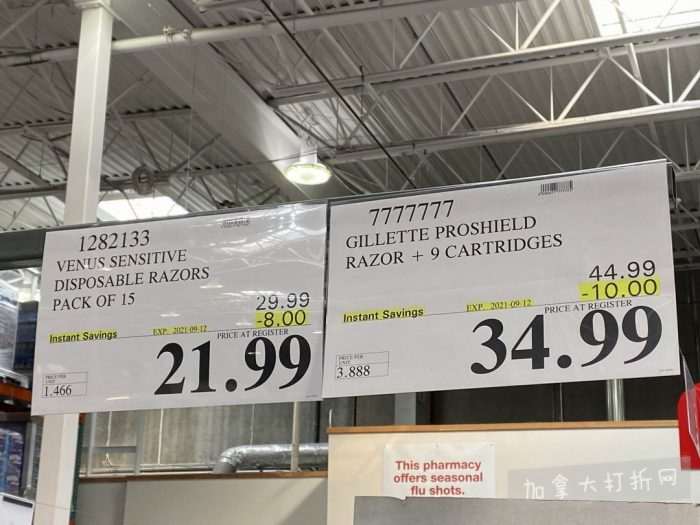 1282133
VENUS SENSITIVE
DISPOSABLE RAZORS
PACK OF 15
29.99
-8.00
Instant Savings
EXP. 2021-09-12
PRICE AT REGISTER
21.99
PRICE PER
UNIT
1.466
7777777
GILLETTE PROSHIELD
RAZOR + 9 CARTRIDGES
44.99
-10.00
Instant Savings
EXP. 2021-09-12
PRICE AT REGISTER
34.99
PRICE PER
UNIT
3.888
This pharmacy
offers seasonal
flu shots.
加拿大打折网